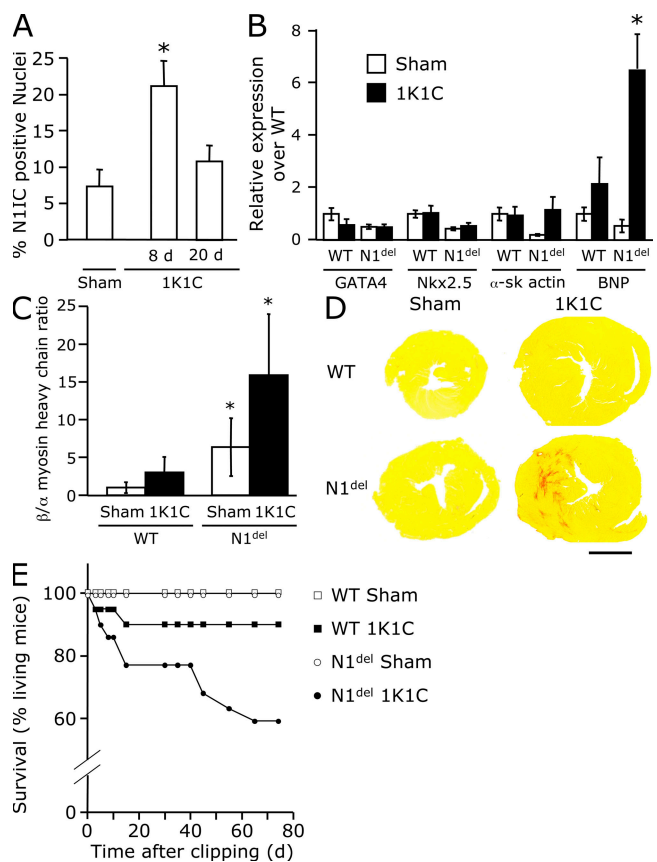 A
% N1IC positive Nuclei
25
20
15
10
5
0
*
8 d
20 d
Sham
1K1C
B
Relative expression
over WT
8
6
4
2
0
Sham
1K1C
*
WT N1del WT N1del WT N1del WT N1del
GATA4 Nkx2.5 α-sk actin BNP
C
β/α myosin heavy chain ratio
25
20
15
10
5
0
*
*
Sham 1K1C Sham 1K1C
WT N1del
D
Sham 1K1C
WT
N1del
E
Survival (% living mice)
100
80
60
0
0 20 40 60 80
Time after clipping (d)
WT Sham
WT 1K1C
N1del Sham
N1del 1K1C